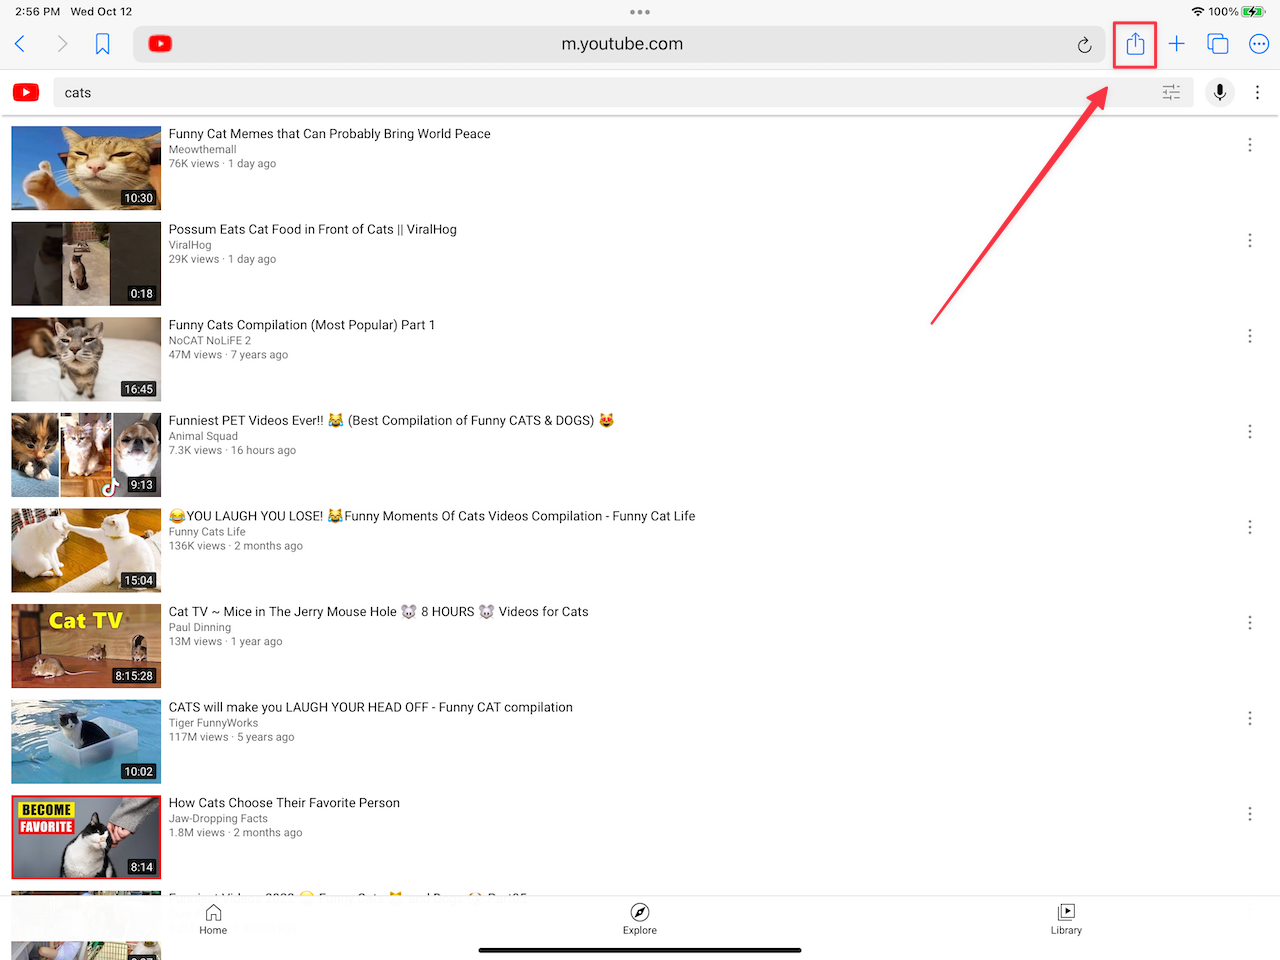 2:56 PM Wed Oct 12
100%
m.youtube.com
cats
Funny Cat Memes that Can Probably Bring World Peace
Meowthemall
76K views · 1 day ago
10:30
Possum Eats Cat Food in Front of Cats || ViralHog
ViralHog
29K views · 1 day ago
0:18
Funny Cats Compilation (Most Popular) Part 1
NoCAT NoLiFE 2
47M views · 7 years ago
16:45
Funniest PET Videos Ever!! 😹 (Best Compilation of Funny CATS & DOGS) 😻
Animal Squad
7.3K views · 16 hours ago
9:13
😂YOU LAUGH YOU LOSE! 😹Funny Moments Of Cats Videos Compilation - Funny Cat Life
Funny Cats Life
136K views · 2 months ago
15:04
Cat TV
Cat TV ~ Mice in The Jerry Mouse Hole 🐭 8 HOURS 🐭 Videos for Cats
Paul Dinning
13M views · 1 year ago
8:15:28
CATS will make you LAUGH YOUR HEAD OFF - Funny CAT compilation
Tiger FunnyWorks
117M views · 5 years ago
10:02
BECOME
FAVORITE
How Cats Choose Their Favorite Person
Jaw-Dropping Facts
1.8M views · 2 months ago
8:14
Home
Explore
Library